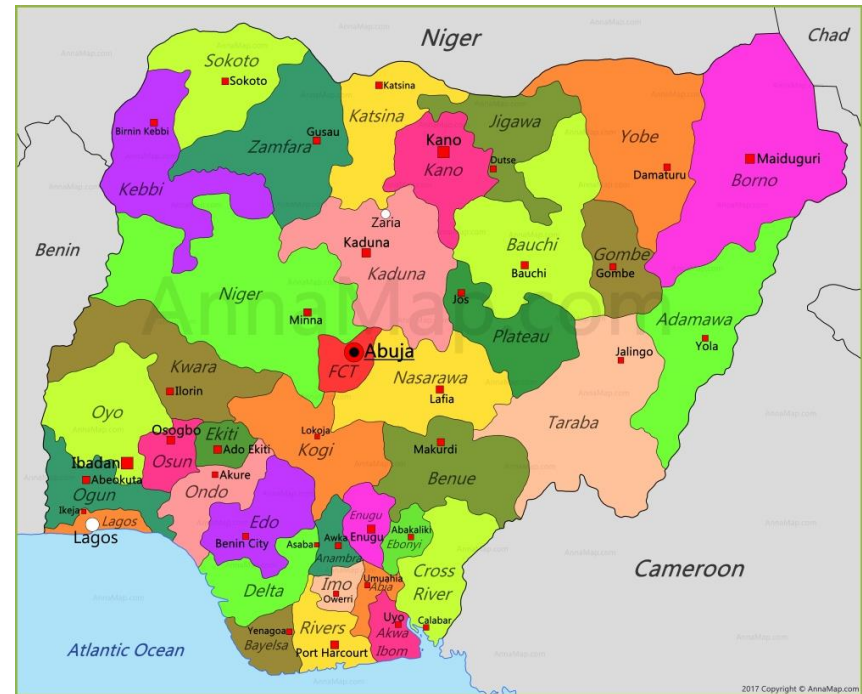 Niger
Chad
Sokoto
Sokoto
Katsina
Katsina
Birnin Kebbi
Kebbi
Gusau
Zamfara
Kano
Kano
Jigawa
Dutse
Yobe
Damaturu
Maiduguri
Borno
Zaria
Kaduna
Kaduna
Benin
Bauchi
Bauchi
Gombe
Gombe
Niger
Minna
Jos
Plateau
AnnaMap.com
Adamawa
Yola
Abuja
FCT
Nasarawa
Lafia
Jalingo
Taraba
Kwara
Ilorin
Oyo
Ibadan
Osogbo
Osun
Ekiti
Ado Ekiti
Lokoja
Kogi
Makurdi
Benue
Abeokuta
Ogun
Ikeja
Lagos
Lagos
Akure
Ondo
Edo
Benin City
Asaba
Awka
Anambra
Enugu
Enugu
Abakaliki
Ebonyi
Cross
River
Delta
Imo
Owerri
Umuahia
Abia
Uyo
Akwa
Ibom
Calabar
Yenagoa
Bayelsa
Rivers
Port Harcourt
Cameroon
Atlantic Ocean
2017 Copyright © AnnaMap.com